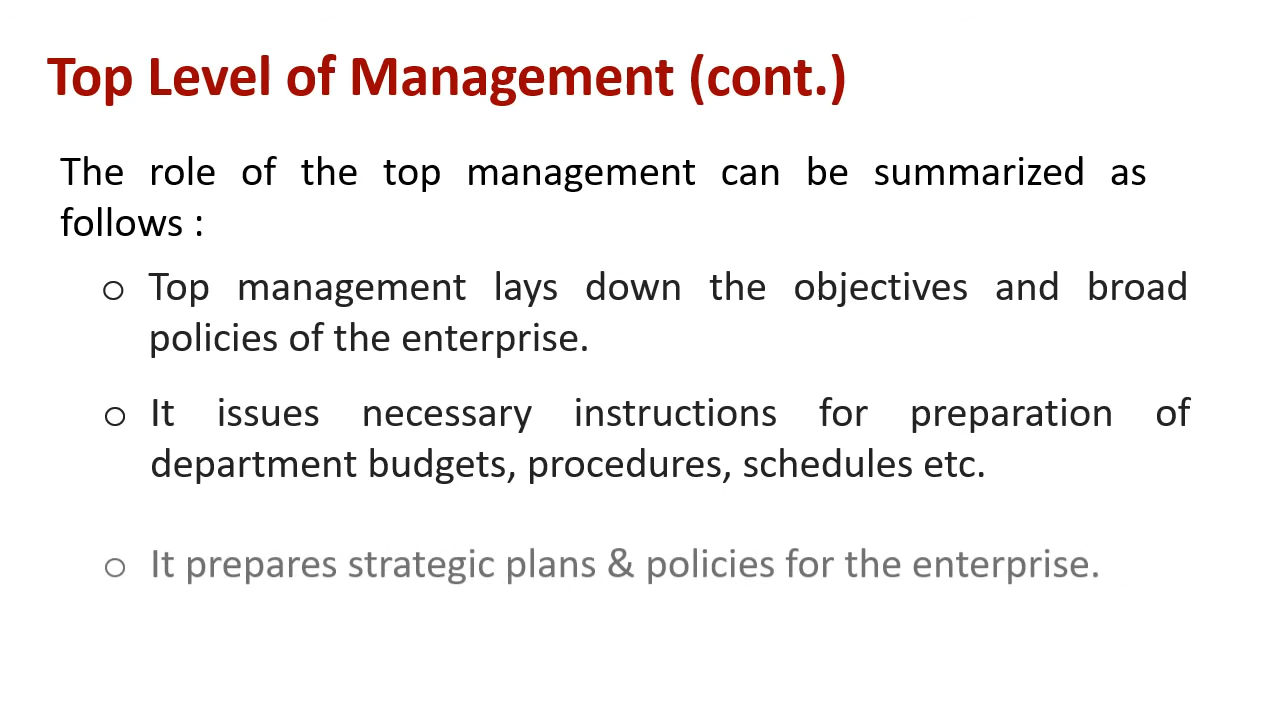 Top Level of Management (cont.)
The role of the top management can be summarized as
follows :
o Top management lays down the objectives and broad
policies of the enterprise.
o It issues necessary instructions for preparation of
department budgets, procedures, schedules etc.
o It prepares strategic plans & policies for the enterprise.